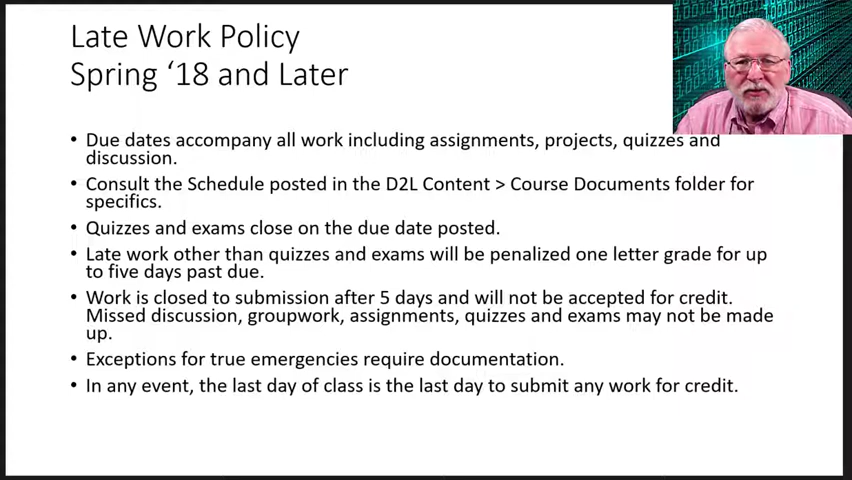 Late Work Policy
Spring ‘18 and Later
• Due dates accompany all work including assignments, projects, quizzes and
discussion.
• Consult the Schedule posted in the D2L Content > Course Documents folder for
specifics.
• Quizzes and exams close on the due date posted.
• Late work other than quizzes and exams will be penalized one letter grade for up
to five days past due.
• Work is closed to submission after 5 days and will not be accepted for credit.
Missed discussion, groupwork, assignments, quizzes and exams may not be made
up.
• Exceptions for true emergencies require documentation.
• In any event, the last day of class is the last day to submit any work for credit.